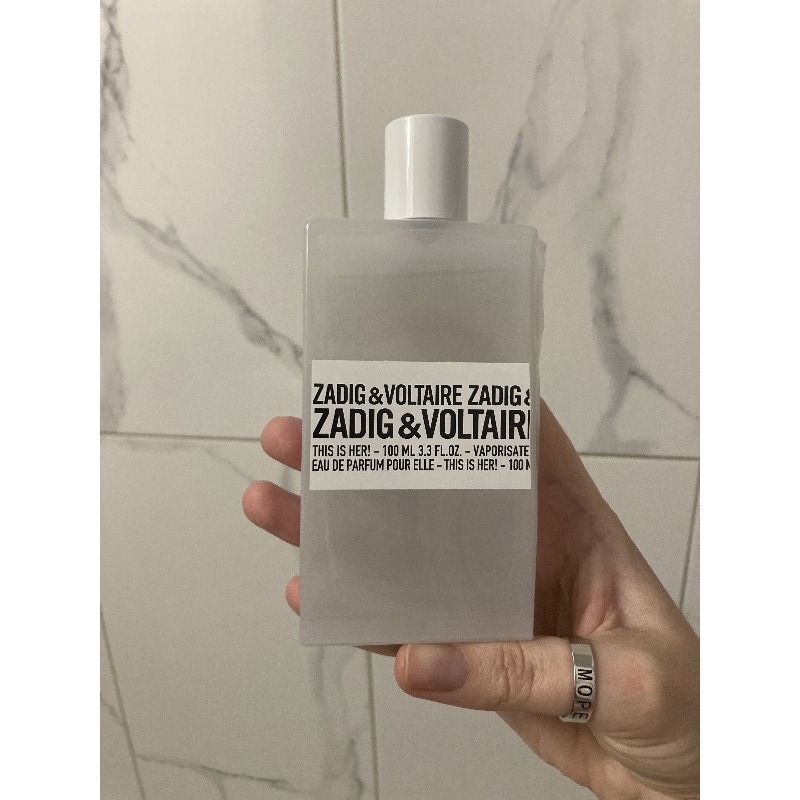 ZADIG & VOLTAIRE ZADIG &
ZADIG & VOLTAIR
THIS IS HER! – 100 ML 3.3 FL.OZ. – VAPORISATE
EAU DE PARFUM POUR ELLE – THIS IS HER! – 100 M
МОРЕ